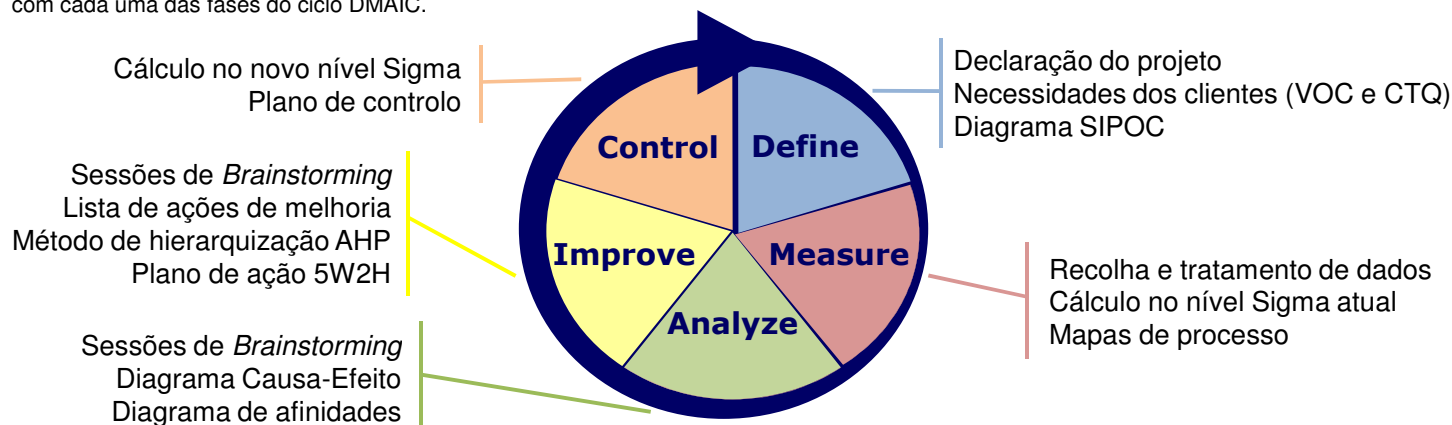 com cada uma das fases do ciclo DMAIC.
Cálculo no novo nível Sigma
Plano de controlo
Declaração do projeto
Necessidades dos clientes (VOC e CTQ)
Diagrama SIPOC
Control
Define
Sessões de Brainstorming
Lista de ações de melhoria
Método de hierarquização AHP
Plano de ação 5W2H
Improve
Measure
Recolha e tratamento de dados
Cálculo no nível Sigma atual
Mapas de processo
Analyze
Sessões de Brainstorming
Diagrama Causa-Efeito
Diagrama de afinidades